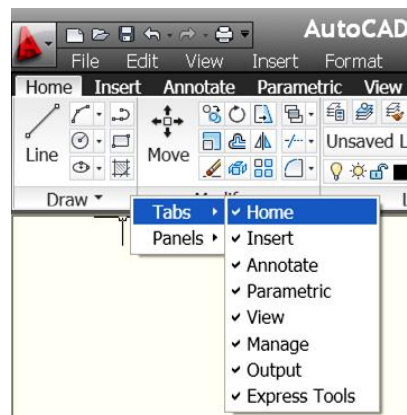 AutoCAD
File Edit View Insert Format
Home Insert Annotate Parametric View
Line Move Unsaved L
Draw
Tabs
Panels
Home
Insert
Annotate
Parametric
View
Manage
Output
Express Tools